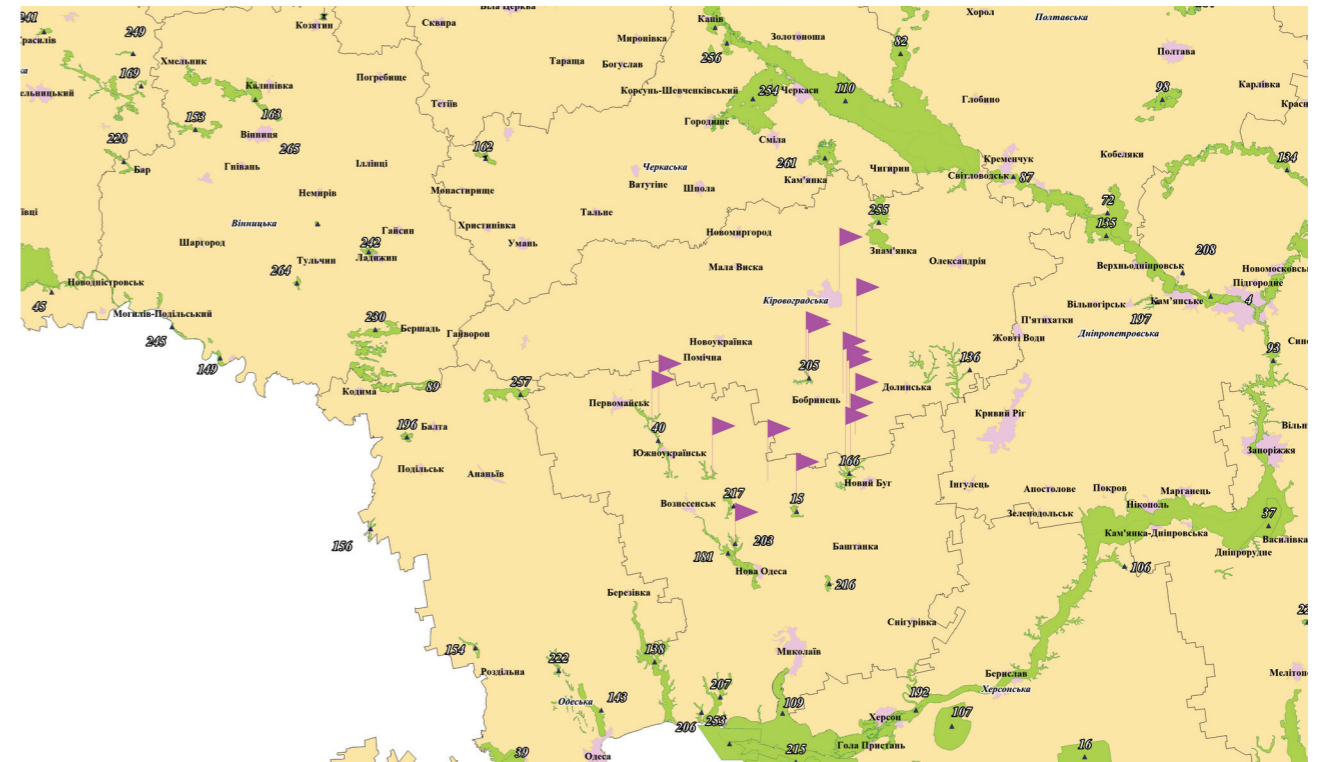 241
249
Козятин
Сквира
Біла Церква
Канів
Хорол
Полтавська
Миронівка
Золотоноша
82
Полтава
Хмельник
169
Калинівка
Погребище
Тараща
Богуслав
256
Корсунь-Шевченківський
254
Черкаси
110
Глобино
98
Карлівка
163
153
Вінниця
265
Тетіїв
Городище
Сміла
228
Бар
Гнівань
Іллінці
162
Черкаська
261
Кам'янка
Чигирин
Кременчук
Світловодськ
87
Кобеляки
134
Немирів
Монастирище
Ватутіне
Шпола
Тальне
255
72
135
Вінницька
Гайсин
Христинівка
Умань
Новомиргород
Знам'янка
Шаргород
242
Ладижин
Тульчин
264
Мала Виска
Олександрія
Верхньодніпровськ
208
Підгородне
45
Новодністровськ
Могилів-Подільський
245
Кіровоградська
Вільногірськ
Кам'янське
197
4
230
Бершадь
Гайворон
П'ятихатки
Дніпропетровська
Жовті Води
149
Новоукраїнка
Помічна
205
136
93
Кодима
89
257
Первомайськ
Бобринець
Долинська
Кривий Ріг
196
Балта
40
Південноукраїнськ
Запоріжжя
Подільськ
Ананьїв
166
Новий Буг
Інгулець
Апостолове
Покров
Марганець
Вознесенськ
217
15
Зеленодольськ
Нікополь
37
156
203
181
Баштанка
Кам'янка-Дніпровська
Василівка
Дніпрорудне
Нова Одеса
216
106
Березівка
Снігурівка
154
Роздільна
222
138
Миколаїв
Берислав
Херсонська
Одеська
143
207
206
253
109
192
Херсон
107
39
Одеса
215
Гола Пристань
16